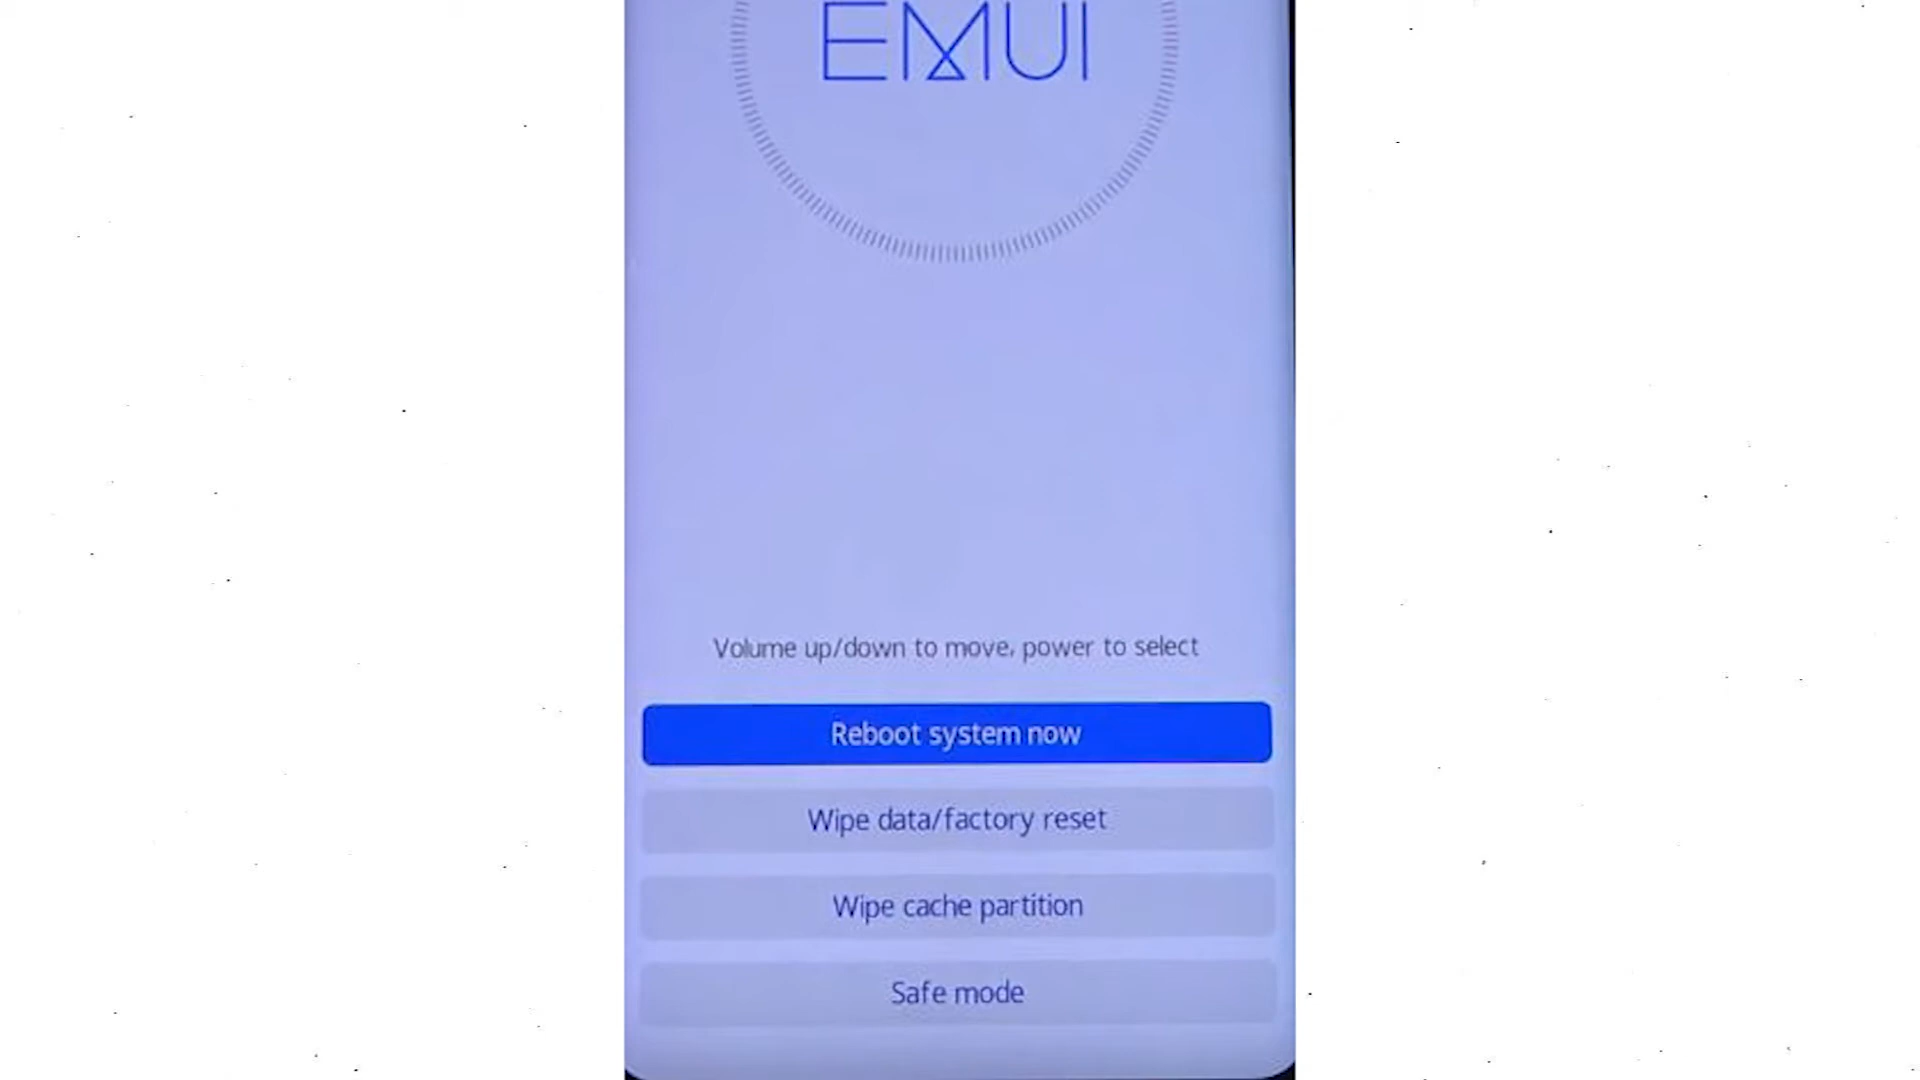 EMUI
Volume up/down to move, power to select
Reboot system now
Wipe data/factory reset
Wipe cache partition
Safe mode